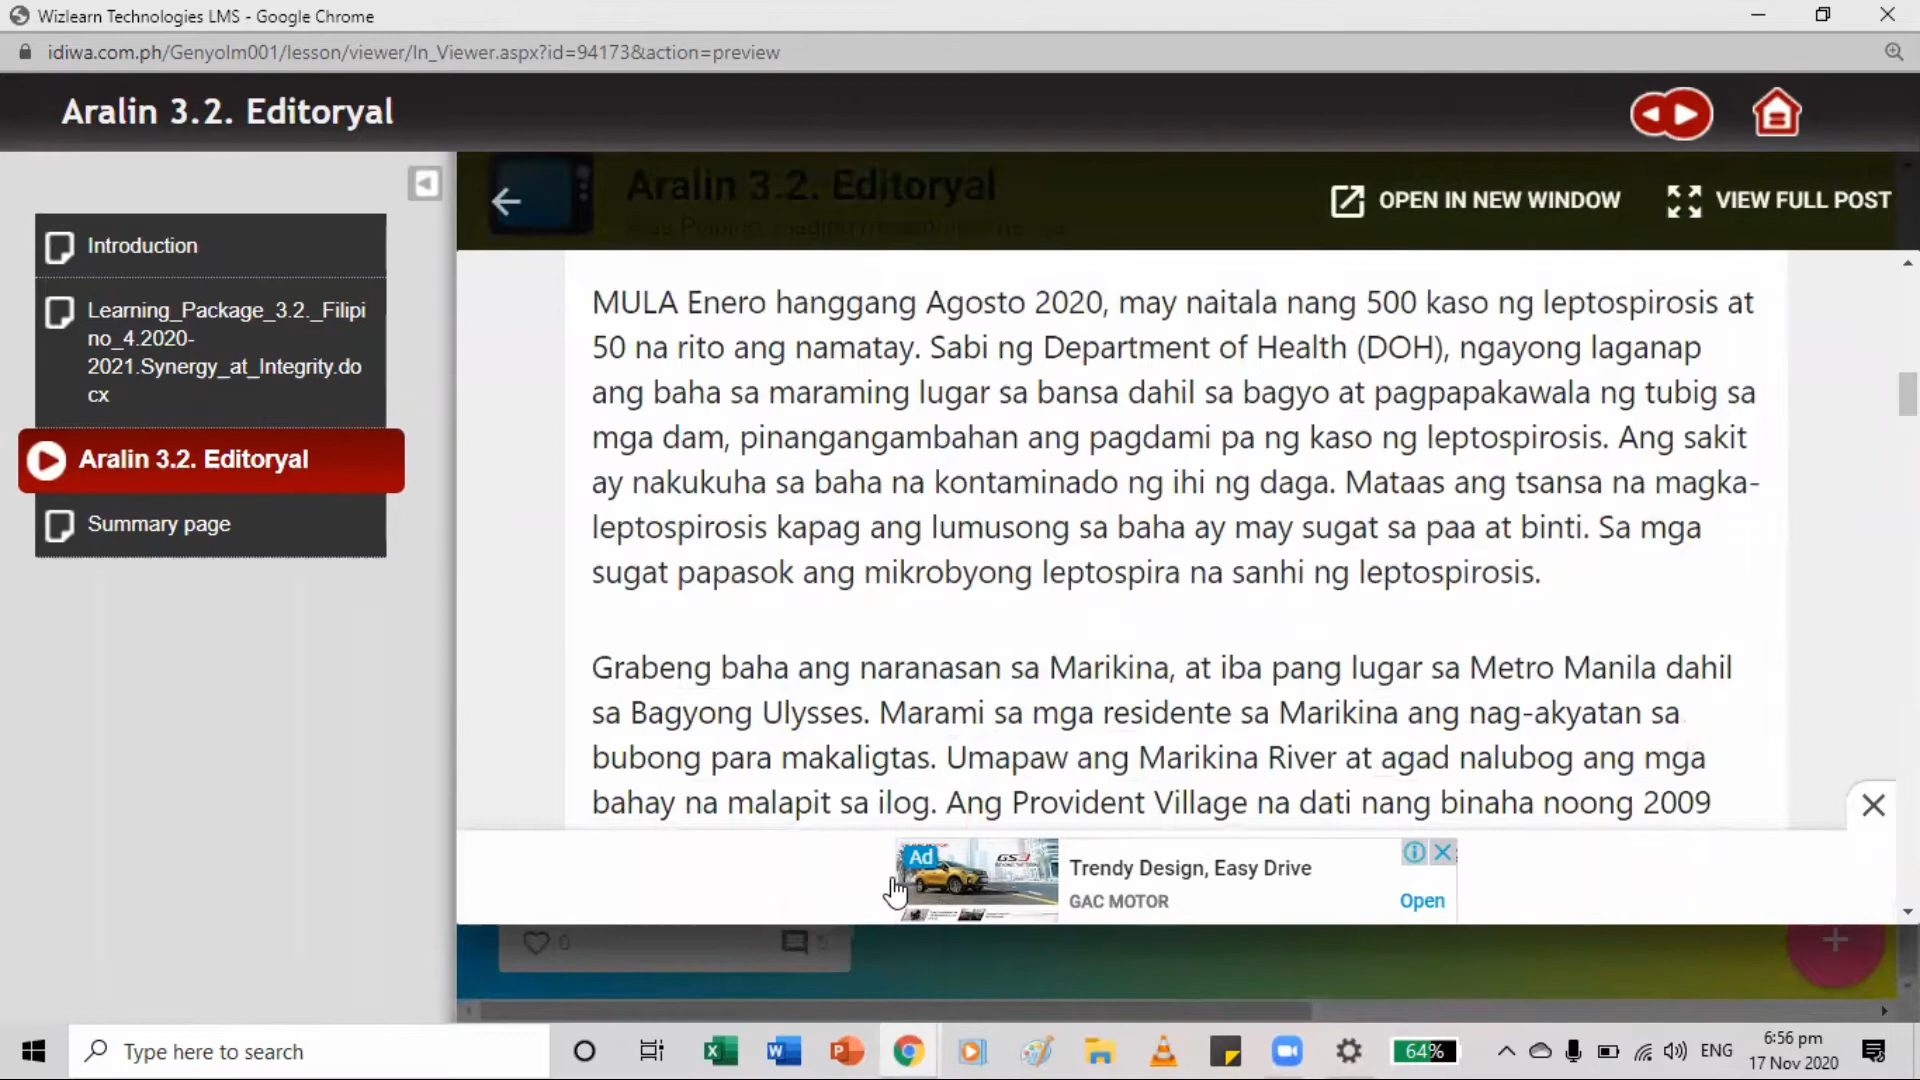 Wizlearn Technologies LMS - Google Chrome
idiwa.com.ph/Genyolm001/lesson/viewer/ln_Viewer.aspx?id=94173&action=preview
Aralin 3.2. Editoryal
Introduction
Learning_Package_3.2._Filipi
no_4.2020-
2021.Synergy_at_Integrity.do
cx
Aralin 3.2. Editoryal
Summary page
Aralin 3.2. Editoryal
OPEN IN NEW WINDOW
VIEW FULL POST
MULA Enero hanggang Agosto 2020, may naitala nang 500 kaso ng leptospirosis at
50 na rito ang namatay. Sabi ng Department of Health (DOH), ngayong laganap
ang baha sa maraming lugar sa bansa dahil sa bagyo at pagpapakawala ng tubig sa
mga dam, pinangangambahan ang pagdami pa ng kaso ng leptospirosis. Ang sakit
ay nakukuha sa baha na kontaminado ng ihi ng daga. Mataas ang tsansa na magka-
leptospirosis kapag ang lumusong sa baha ay may sugat sa paa at binti. Sa mga
sugat papasok ang mikrobyong leptospira na sanhi ng leptospirosis.
Grabeng baha ang naranasan sa Marikina, at iba pang lugar sa Metro Manila dahil
sa Bagyong Ulysses. Marami sa mga residente sa Marikina ang nag-akyatan sa
bubong para makaligtas. Umapaw ang Marikina River at agad nalubog ang mga
bahay na malapit sa ilog. Ang Provident Village na dati nang binaha noong 2009
Ad
GS3
Trendy Design, Easy Drive
GAC MOTOR
Open
0
Type here to search
64%
ENG
6:56 pm
17 Nov 2020